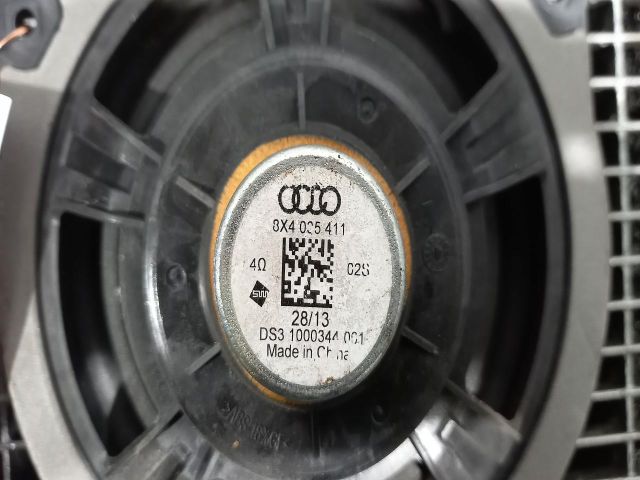 8X4 035 411
4Ω 02S
28/13
DS3 1000344 001
Made in China